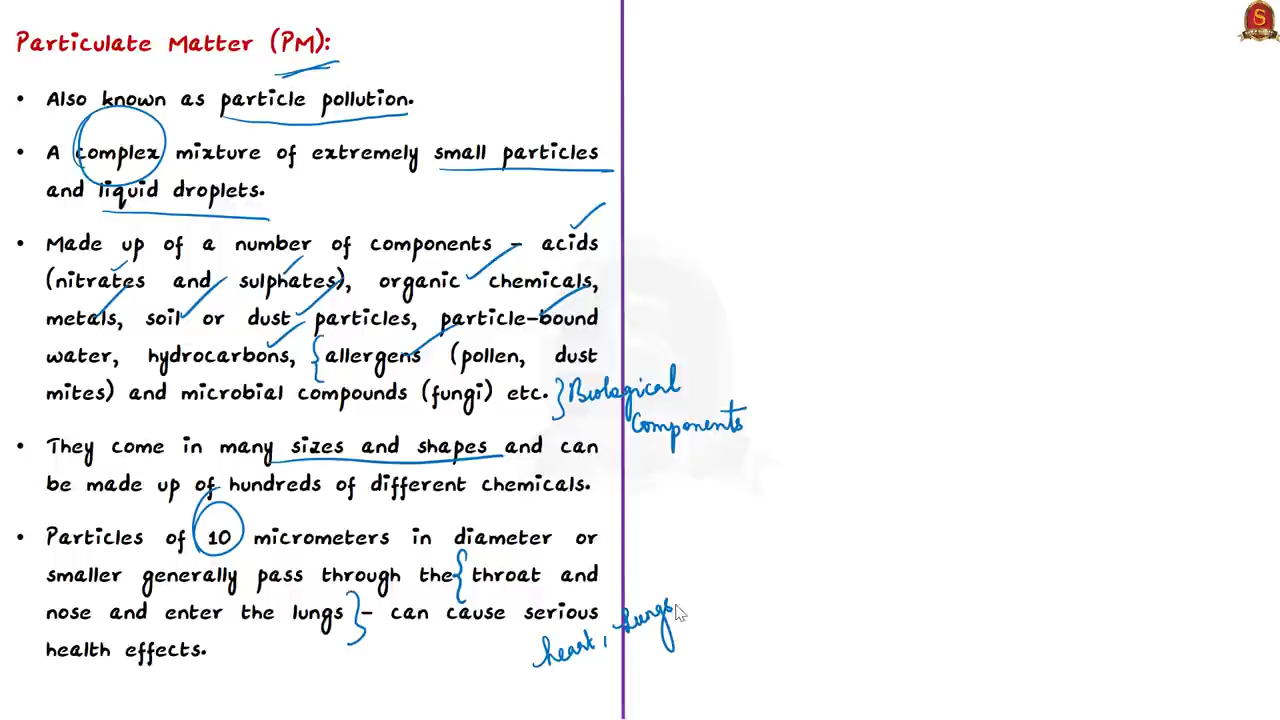 Particulate Matter (PM):
• Also known as particle pollution.
• A complex mixture of extremely small particles
and liquid droplets.
• Made up of a number of components - acids
(nitrates and sulphates), organic chemicals,
metals, soil or dust particles, particle-bound
water, hydrocarbons, {allergens (pollen, dust
mites) and microbial compounds (fungi) etc. } Biological
Components
• They come in many sizes and shapes and can
be made up of hundreds of different chemicals.
• Particles of 10 micrometers in diameter or
smaller generally pass through the {throat and
nose and enter the lungs } - can cause serious
health effects.
heart, Lungs
S